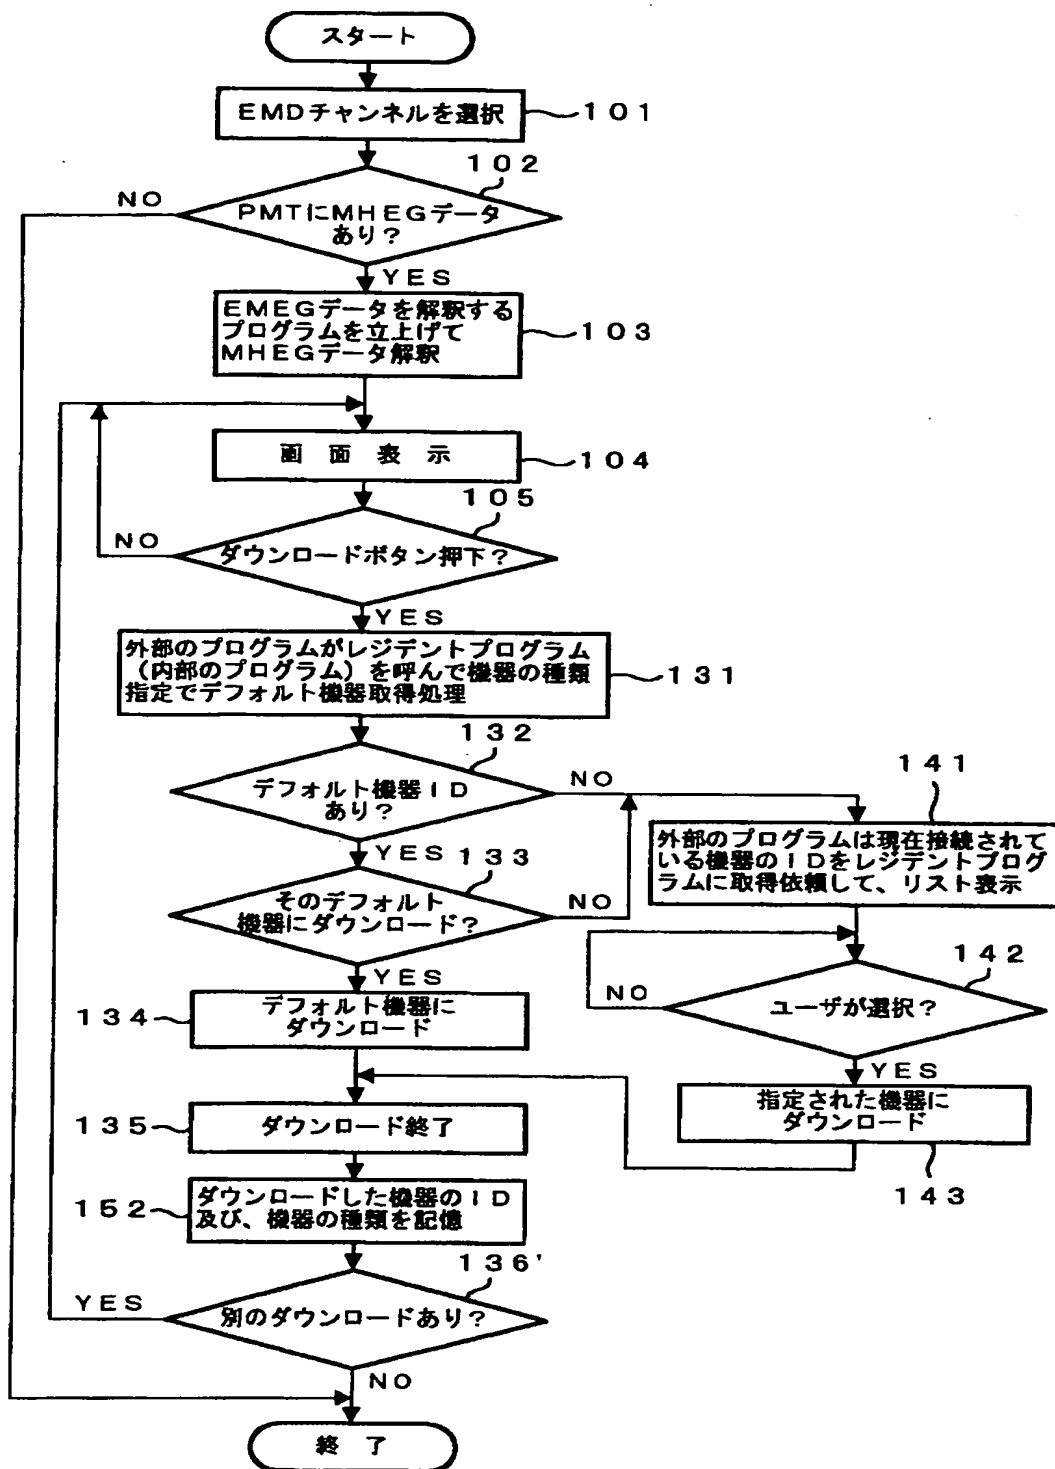 スタート
EMDチャンネルを選択
101
102
NO
PMTにMHEGデータ
あり?
YES
EMEGデータを解釈する
プログラムを立上げて
MHEGデータ解釈
103
画面表示
104
105
NO
ダウンロードボタン押下?
YES
外部のプログラムがレジデントプログラム
(内部のプログラム)を呼んで機器の種類
指定でデフォルト機器取得処理
131
132
デフォルト機器ID
あり?
NO
YES
133
そのデフォルト
機器にダウンロード?
NO
YES
134
デフォルト機器に
ダウンロード
141
外部のプログラムは現在接続されて
いる機器のIDをレジデントプログ
ラムに取得依頼して、リスト表示
142
NO
ユーザが選択?
YES
指定された機器に
ダウンロード
143
135
ダウンロード終了
152
ダウンロードした機器のID
及び、機器の種類を記憶
136'
YES
別のダウンロードあり?
NO
終了